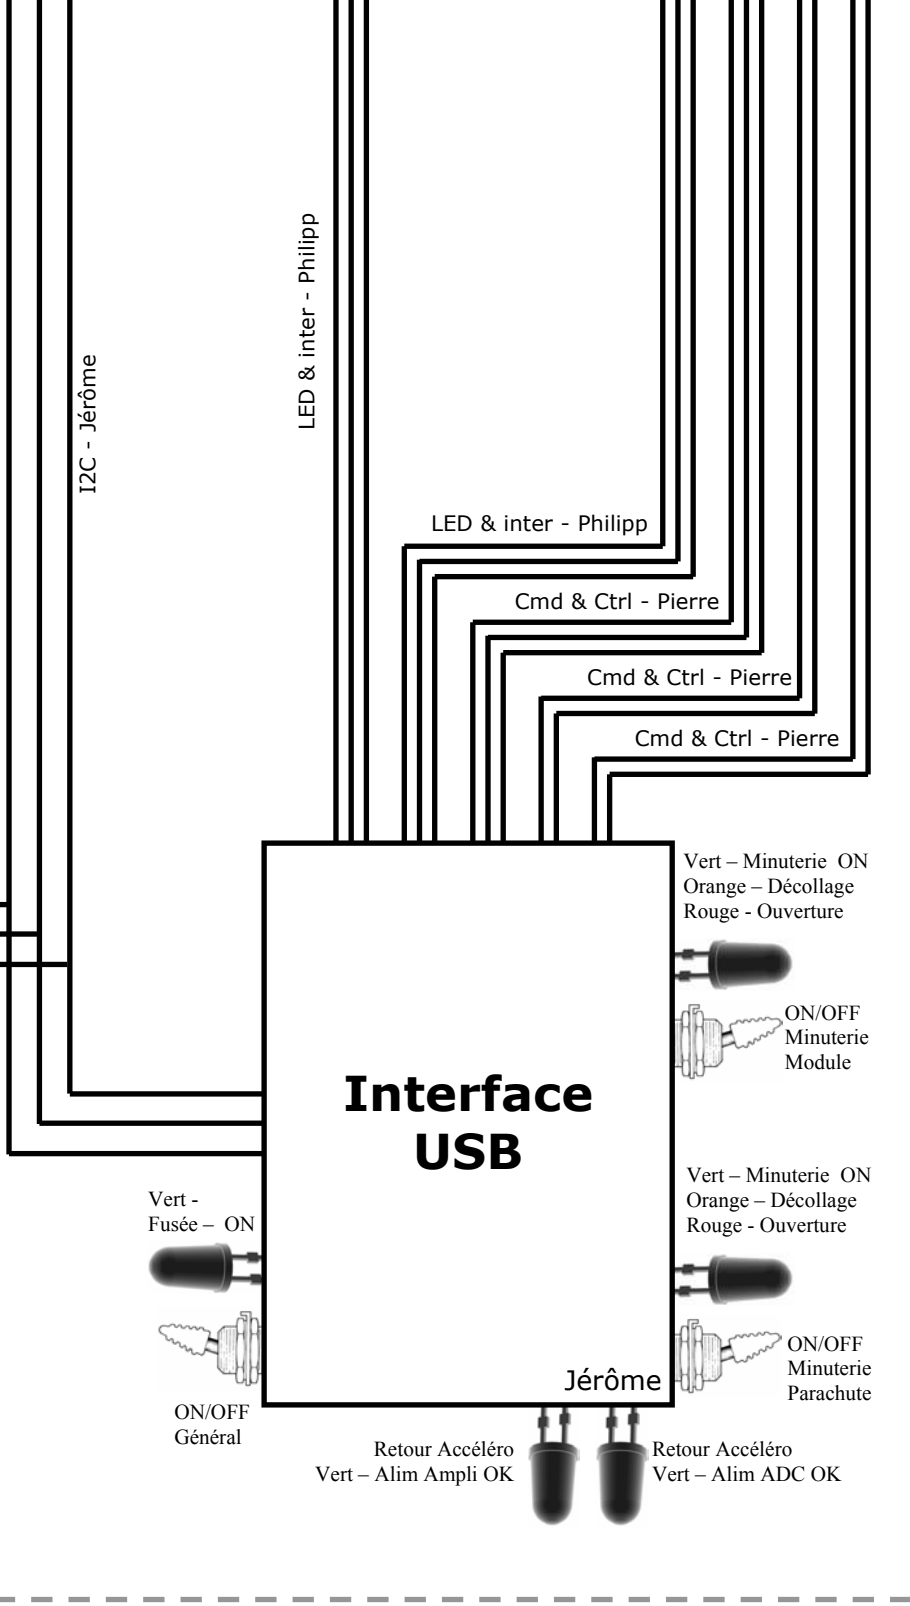 LED & inter - Philipp
I2C - Jérôme
LED & inter - Philipp
Cmd & Ctrl - Pierre
Cmd & Ctrl - Pierre
Cmd & Ctrl - Pierre
Vert – Minuterie  ON
Orange – Décollage
Rouge - Ouverture
ON/OFF
Minuterie
Module
Interface
USB
Vert – Minuterie  ON
Orange – Décollage
Rouge - Ouverture
Vert -
Fusée –  ON
ON/OFF
Minuterie
Parachute
Jérôme
ON/OFF
Général
Retour Accéléro
Vert – Alim Ampli OK
Retour Accéléro
Vert – Alim ADC OK